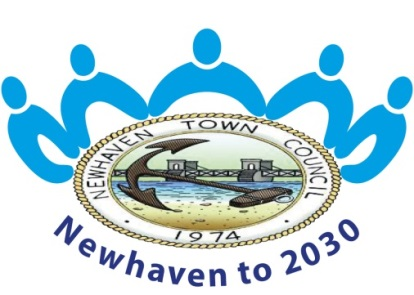 NEWHAVEN TOWN COUNCIL
· 1974 ·
Newhaven to 2030